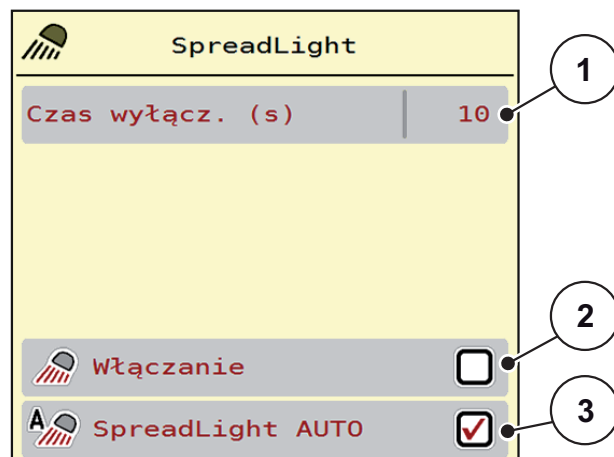 SpreadLight
1
Czas wyłącz. (s) 10
2
Włączanie
3
A
SpreadLight AUTO